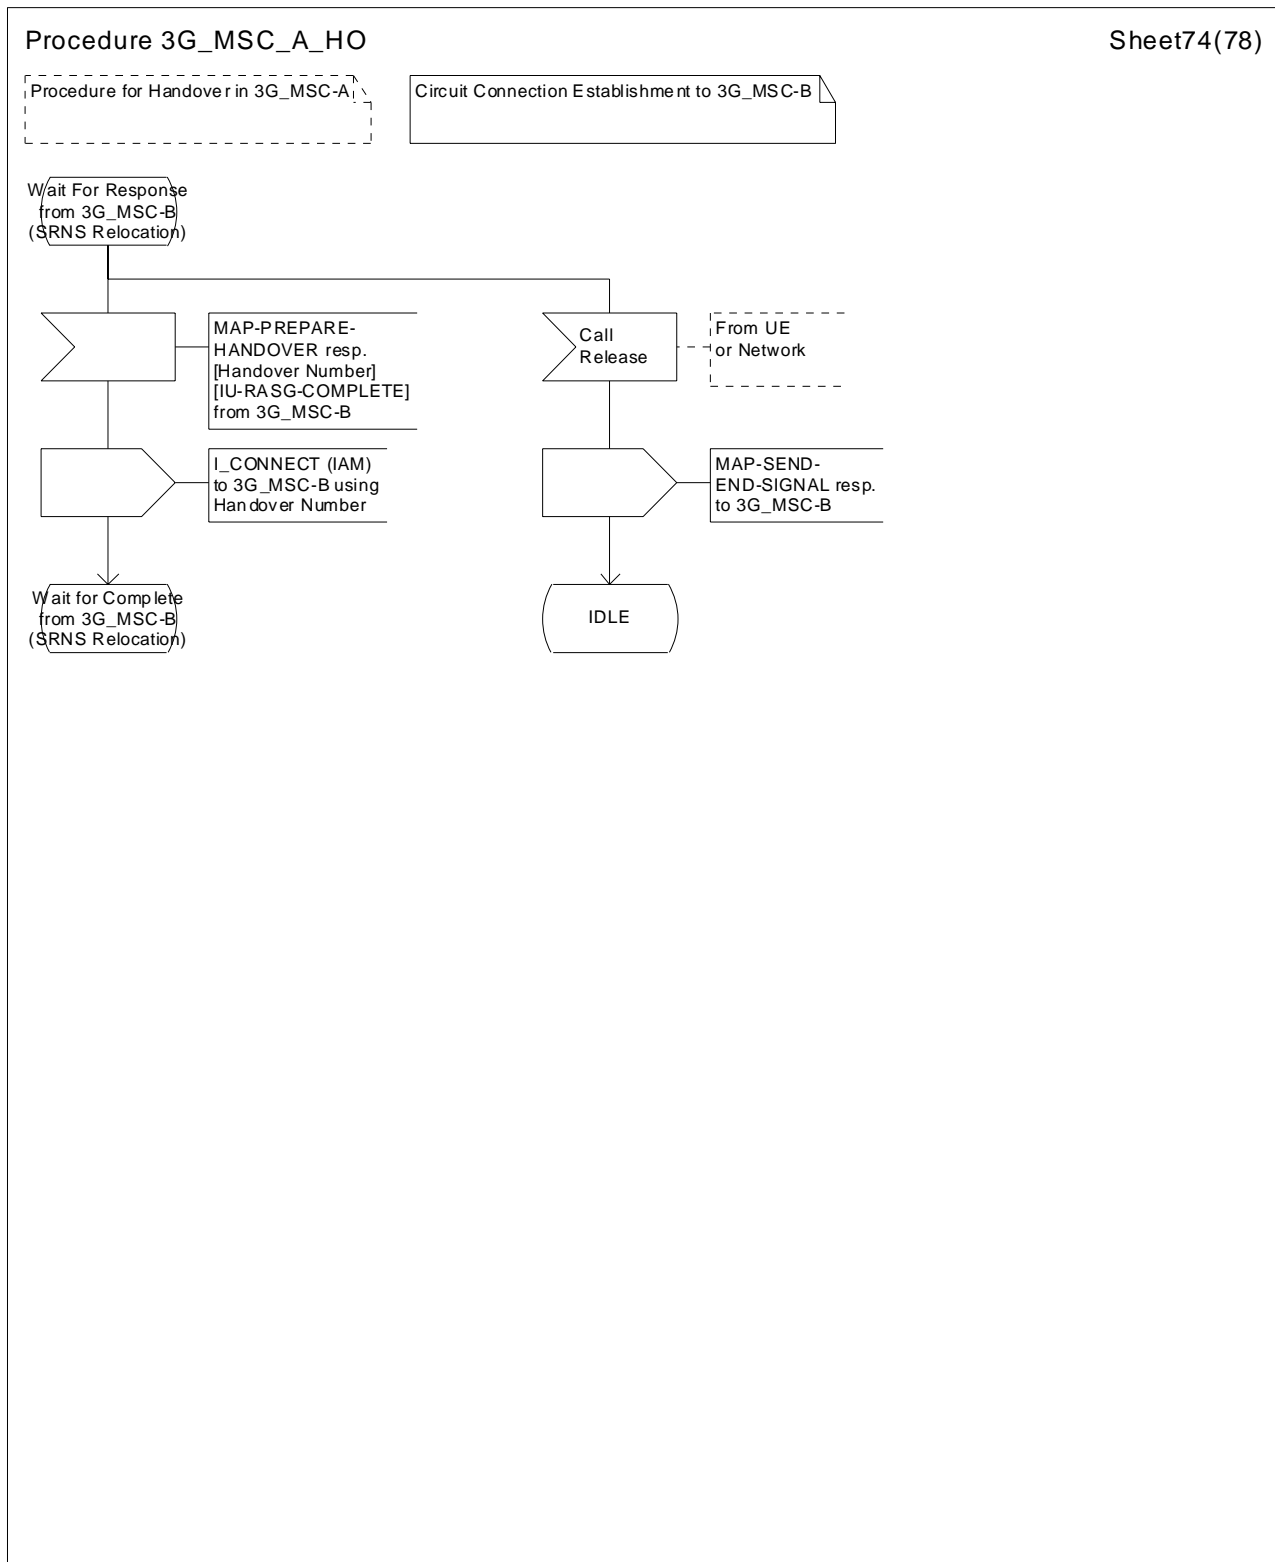 Procedure 3G_MSC_A_HO
Sheet74(78)
Procedure for Handover in 3G_MSC-A
Circuit Connection Establishment to 3G_MSC-B
Wait For Response
from 3G_MSC-B
(SRNS Relocation)
MAP-PREPARE-
HANDOVER resp.
[Handover Number]
[IU-RASG-COMPLETE]
from 3G_MSC-B
Call
Release
From UE
or Network
I_CONNECT (IAM)
to 3G_MSC-B using
Handover Number
MAP-SEND-
END-SIGNAL resp.
to 3G_MSC-B
Wait for Complete
from 3G_MSC-B
(SRNS Relocation)
IDLE